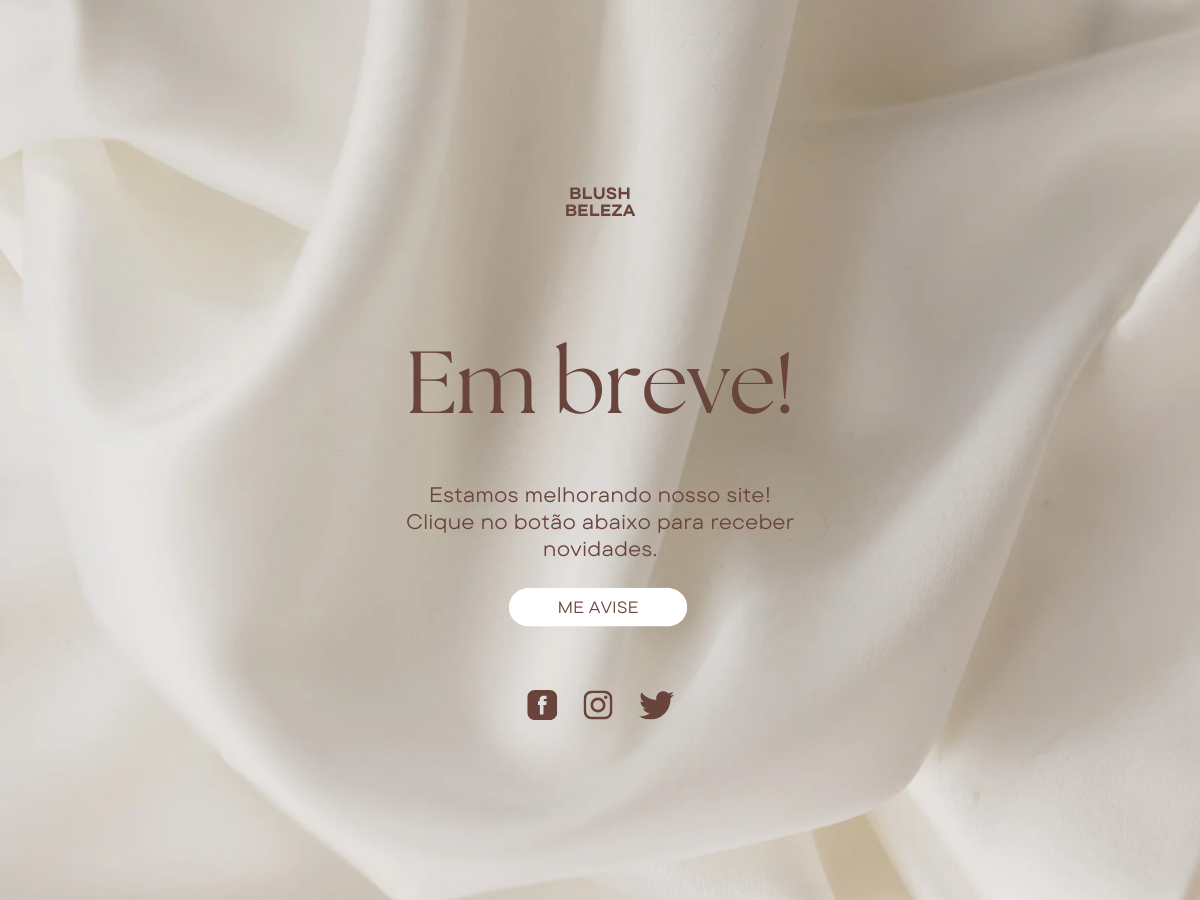 BLUSH
BELEZA
Em breve!
Estamos melhorando nosso site!
Clique no botão abaixo para receber
novidades.
ME AVISE